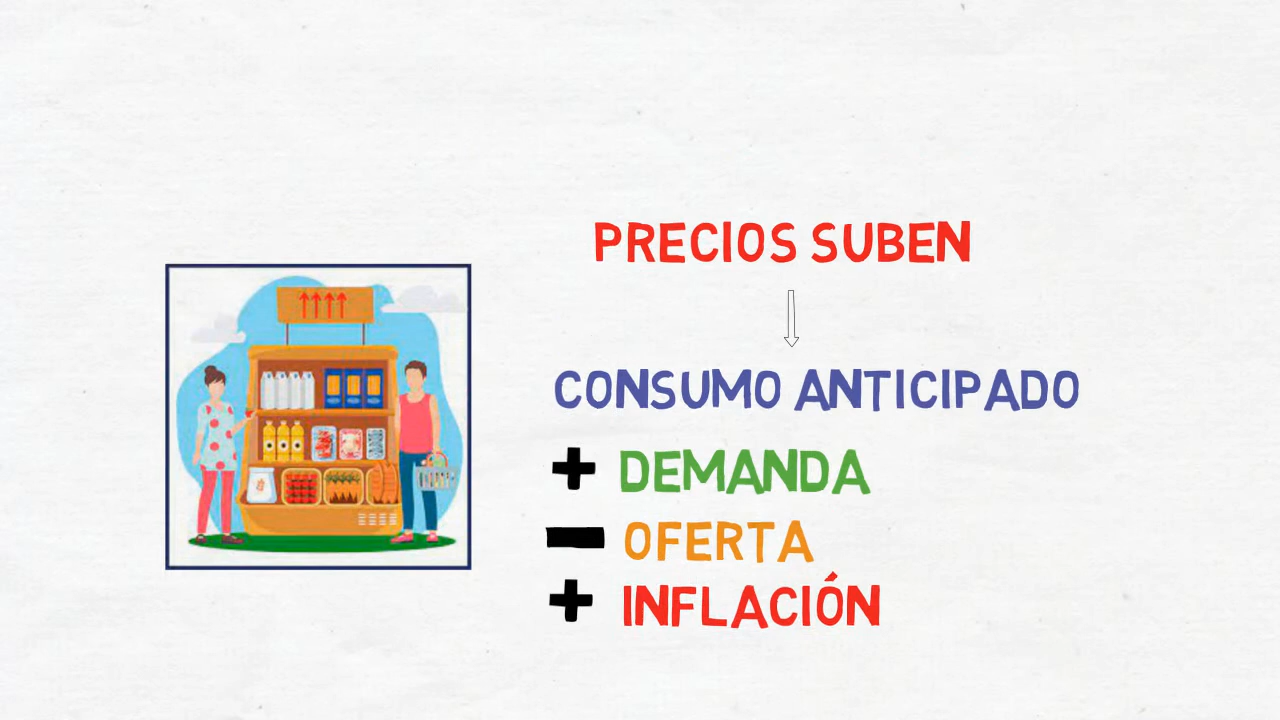 PRECIOS SUBEN
CONSUMO ANTICIPADO
+ DEMANDA
- OFERTA
+ INFLACIÓN